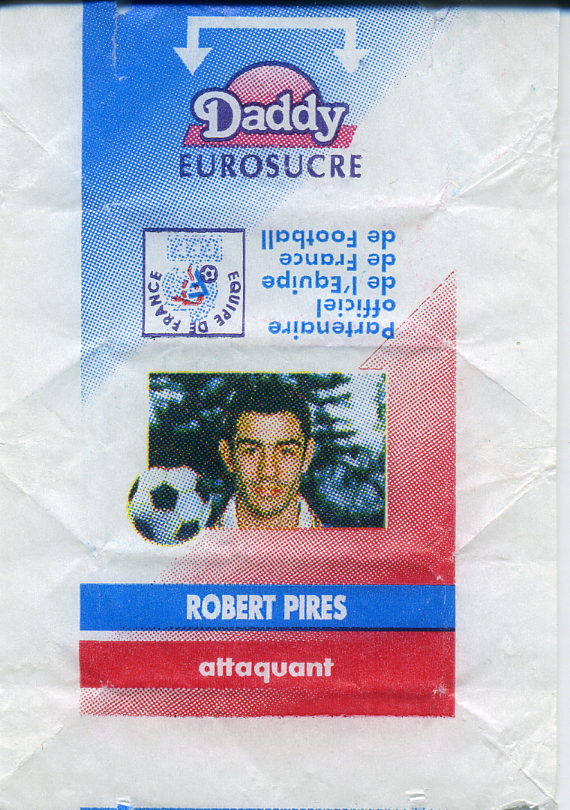 Daddy
EUROSUCRE
Partenaire
officiel
de l'Equipe
de France
de Football
EQUIPE DE FRANCE
ROBERT PIRES
attaquant